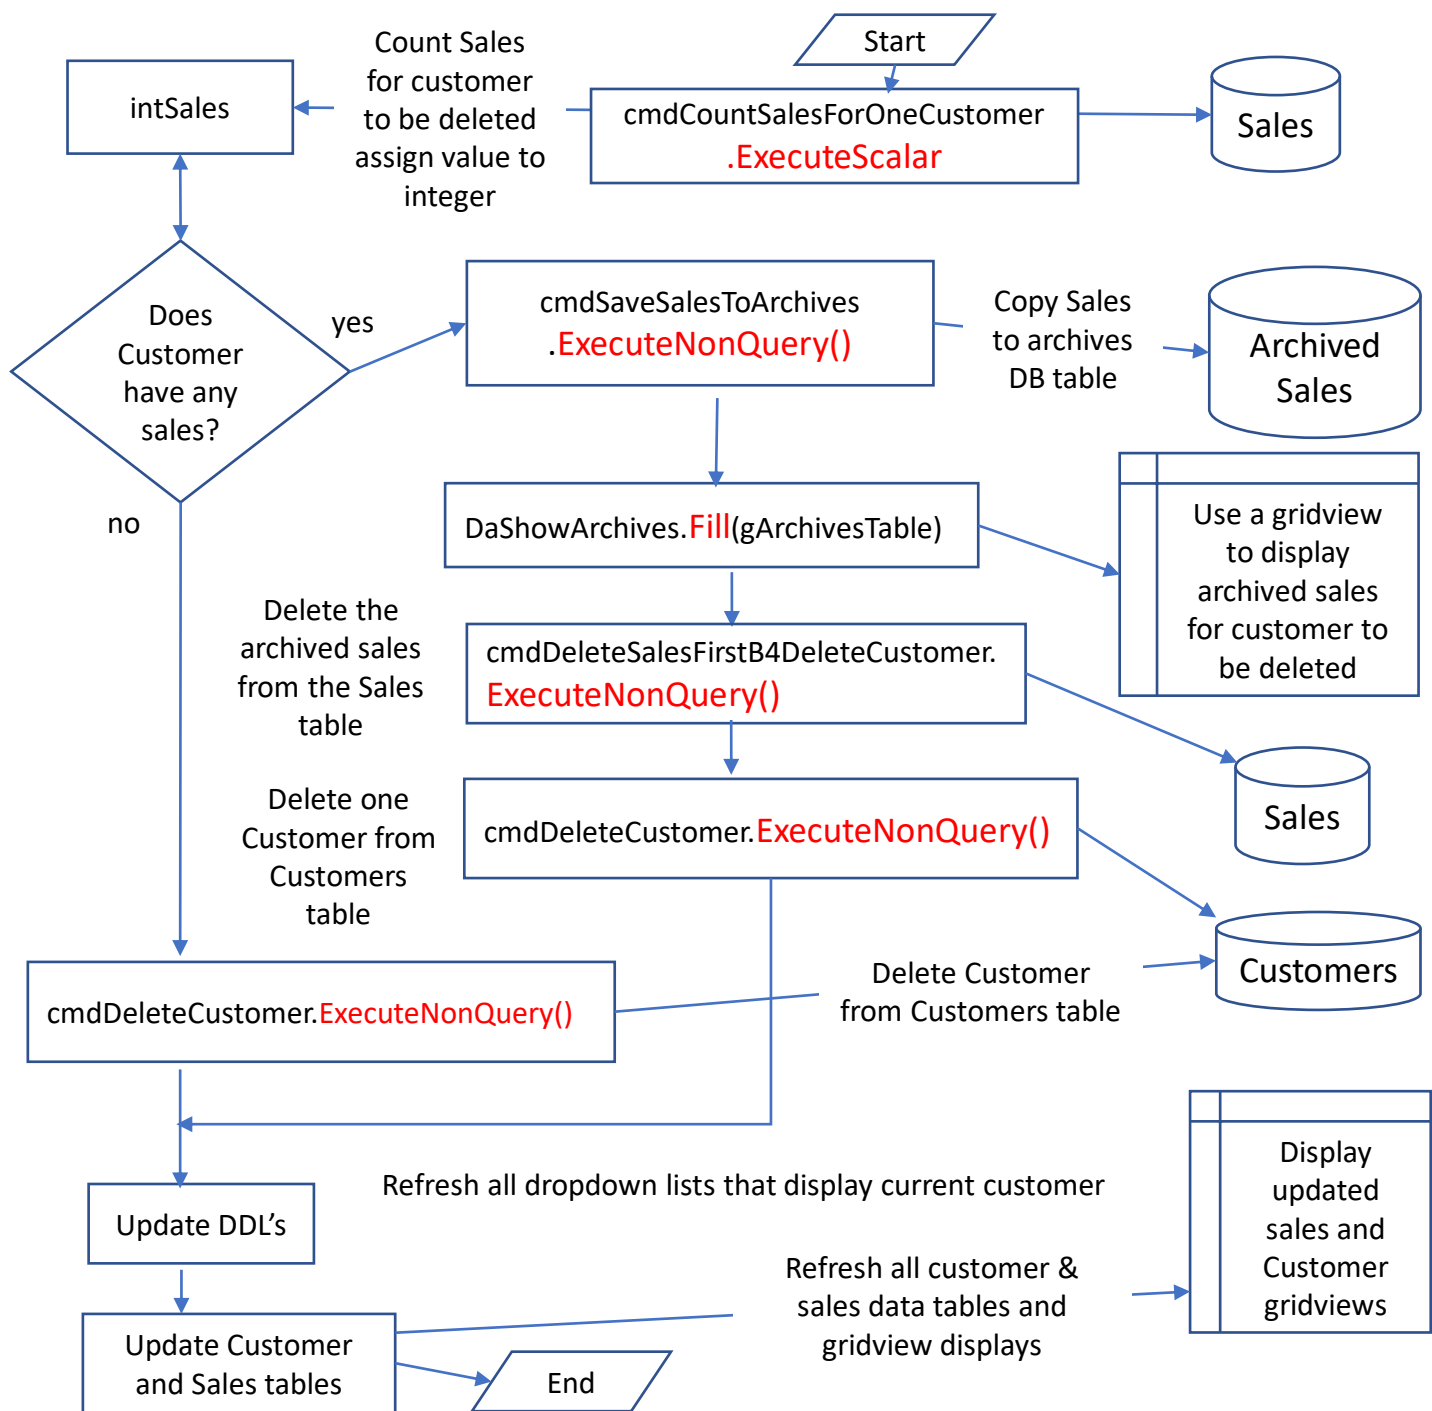 Start
Count Sales
for customer
to be deleted
assign value to
integer
intSales
cmdCountSalesForOneCustomer
.ExecuteScalar
Sales
Does
Customer
have any
sales?
yes
no
cmdSaveSalesToArchives
.ExecuteNonQuery()
Copy Sales
to archives
DB table
Archived
Sales
DaShowArchives.Fill(gArchivesTable)
Use a gridview
to display
archived sales
for customer to
be deleted
Delete the
archived sales
from the Sales
table
cmdDeleteSalesFirstB4DeleteCustomer.
ExecuteNonQuery()
Sales
Delete one
Customer from
Customers
table
cmdDeleteCustomer.ExecuteNonQuery()
Customers
cmdDeleteCustomer.ExecuteNonQuery()
Delete Customer
from Customers table
Update DDL’s
Refresh all dropdown lists that display current customer
Display
updated
sales and
Customer
gridviews
Refresh all customer &
sales data tables and
gridview displays
Update Customer
and Sales tables
End